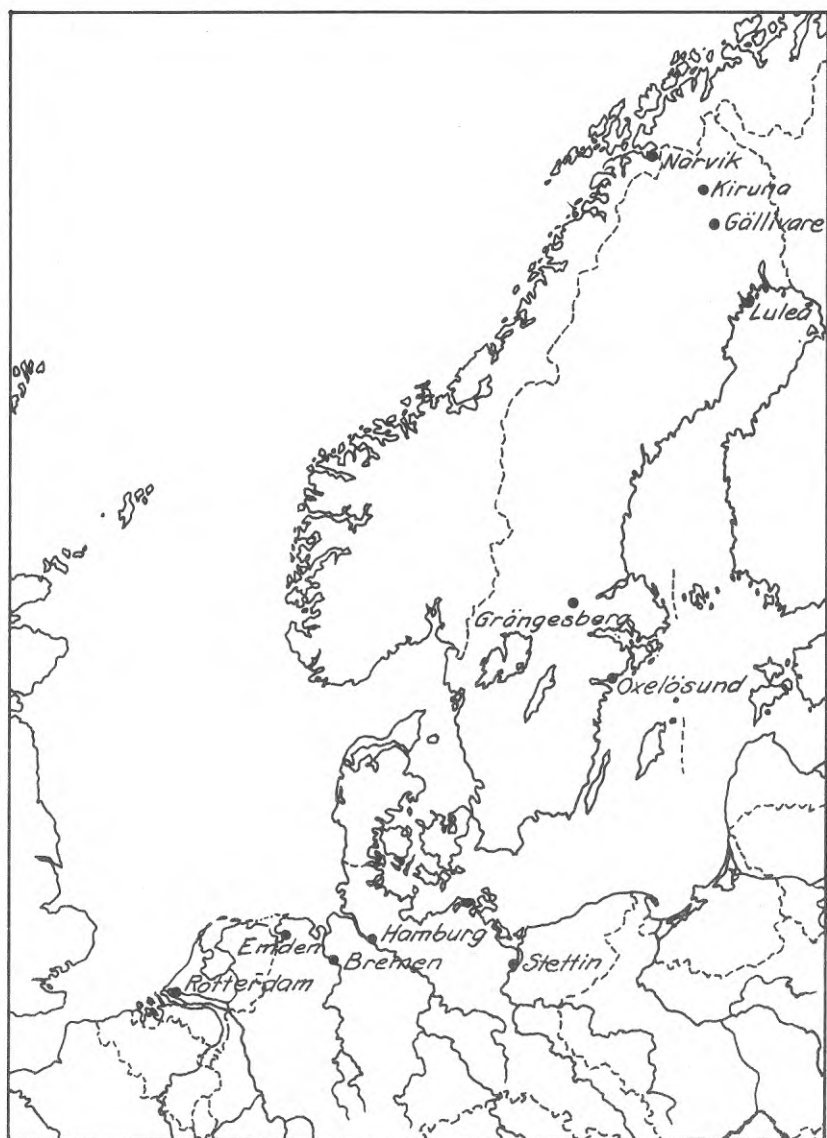 Narvik
Kiruna
Gällivare
Luleå
Grängesberg
Oxelösund
Emden
Hamburg
Bremen
Stettin
Rotterdam